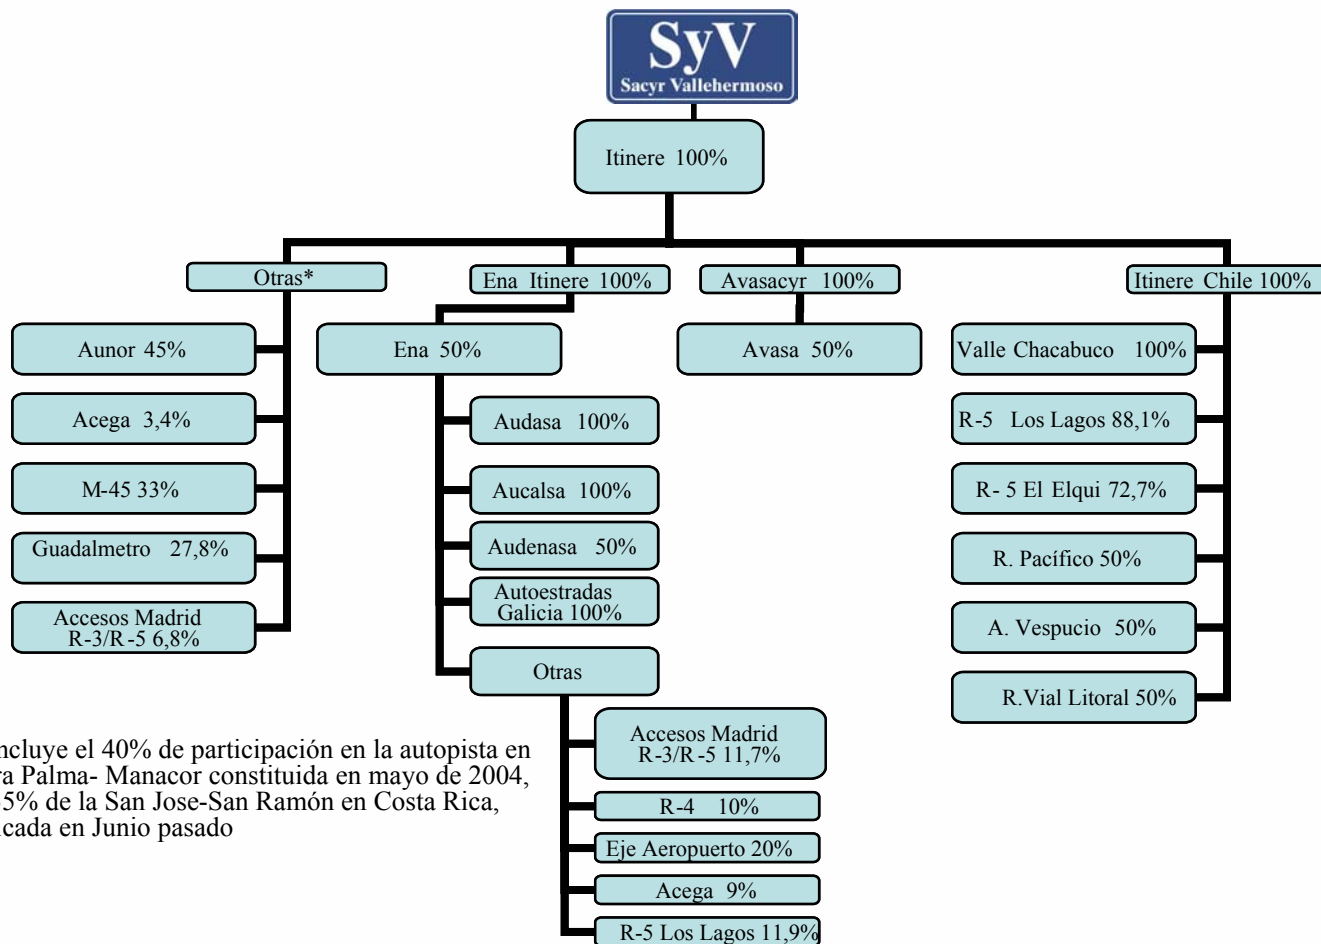 SyV
Sacyr Vallehermoso
Itinere 100%
Otras*
Ena Itinere 100%
Avasacyr 100%
Itinere Chile 100%
Aunor 45%
Acega 3,4%
M-45 33%
Guadalmetro 27,8%
Accesos Madrid
R-3/R-5 6,8%
Ena 50%
Audasa 100%
Aucalsa 100%
Audenasa 50%
Autoestradas
Galicia 100%
Otras
Accesos Madrid
R-3/R-5 11,7%
R-4 10%
Eje Aeropuerto 20%
Acega 9%
R-5 Los Lagos 11,9%
Avasa 50%
Valle Chacabuco 100%
R-5 Los Lagos 88,1%
R- 5 El Elqui 72,7%
R. Pacífico 50%
A. Vespucio 50%
R.Vial Litoral 50%
ncluye el 40% de participación en la autopista en
ra Palma- Manacor constituida en mayo de 2004,
5% de la San Jose-San Ramón en Costa Rica,
icada en Junio pasado